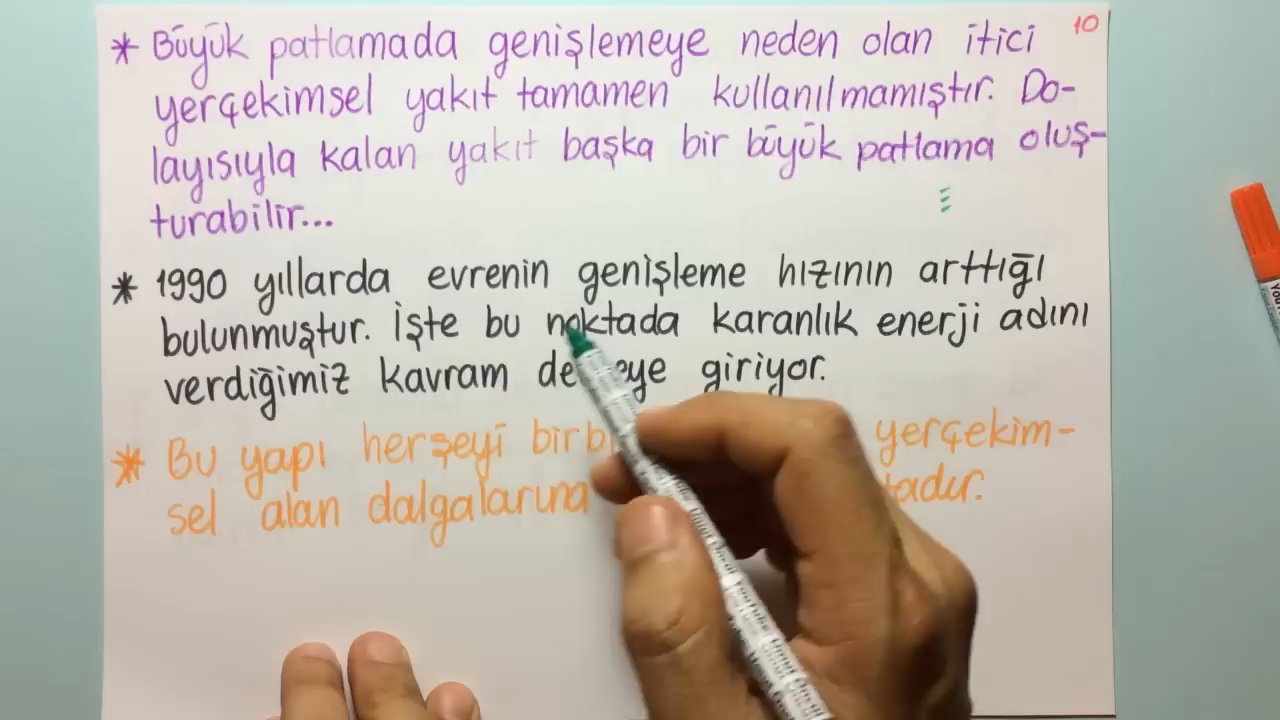 10
* Büyük patlamada genişlemeye neden olan itici
yerçekimsel yakıt tamamen kullanılmamıştır. Do-
layısıyla kalan yakıt başka bir büyük patlama oluş-
turabilir...
* 1990 yıllarda evrenin genişleme hızının arttığı
bulunmuştur. İşte bu noktada karanlık enerji adını
verdiğimiz kavram giriyor.
* Bu yapı herşeyi yerçekim-
sel alan dalgalarına
You